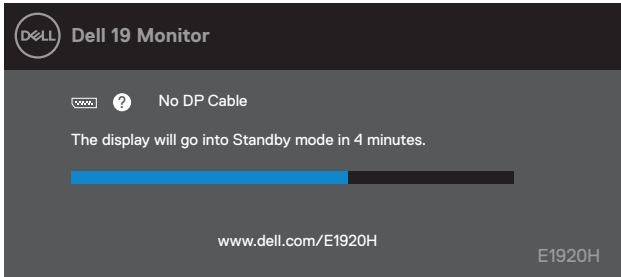 DELL Dell 19 Monitor
? No DP Cable
The display will go into Standby mode in 4 minutes.
www.dell.com/E1920H
E1920H